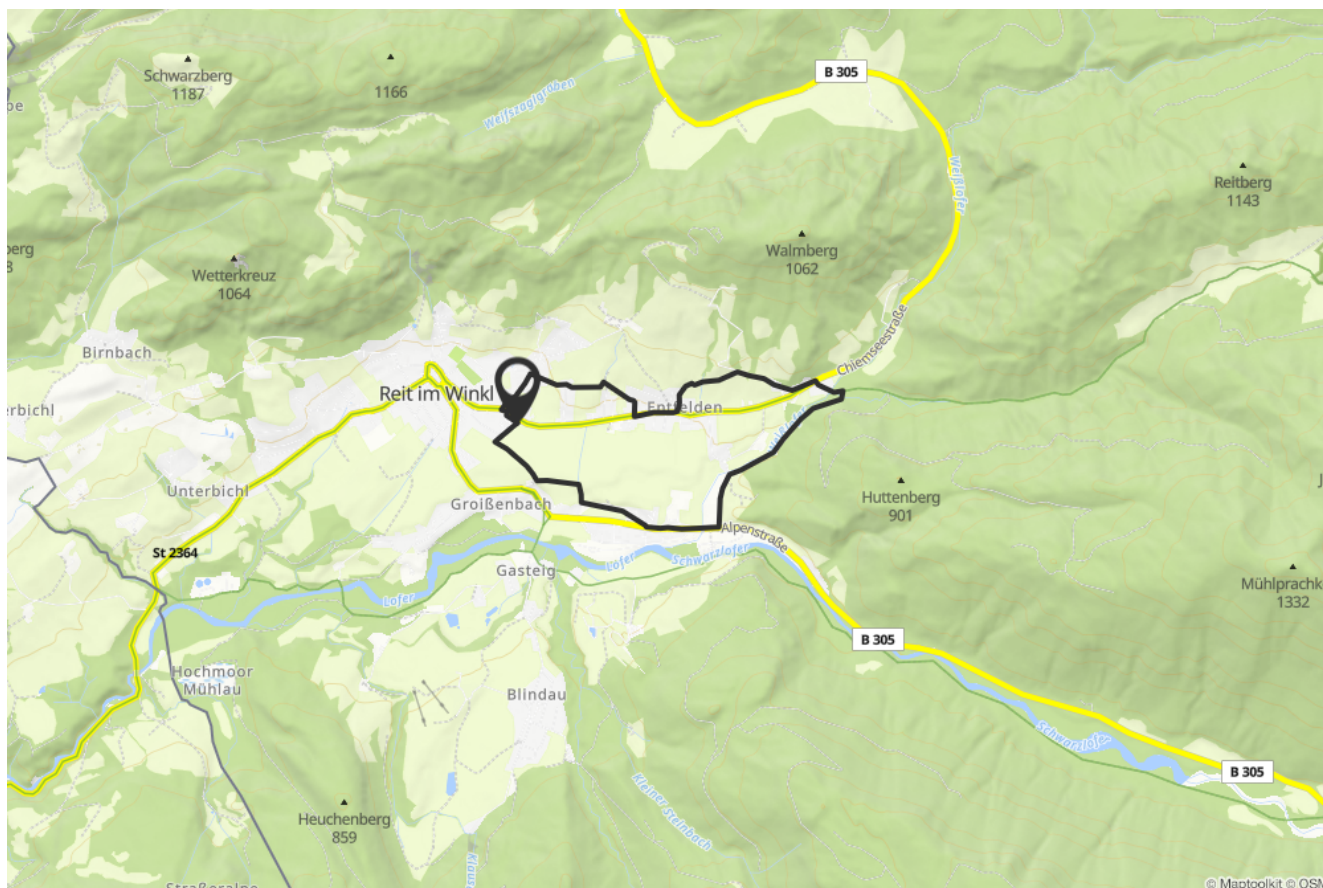 B 305
Schwarzberg
1187
1166
Weißlofer
Reitberg
1143
Walmberg
1062
Wetterkreuz
1064
Chiemseestraße
Birnbach
Reit im Winkl
Entfelden
Unterbichl
Groißenbach
Huttenberg
901
St 2364
Alpenstraße
Gasteig
Lofer
Schwarzlofer
Lofer
B 305
Hochmoor
Mühlau
Blindau
Schwarzlofer
B 305
Kleiner Steinbach
Heuchenberg
859
1332
© Maptoolkit © OSM